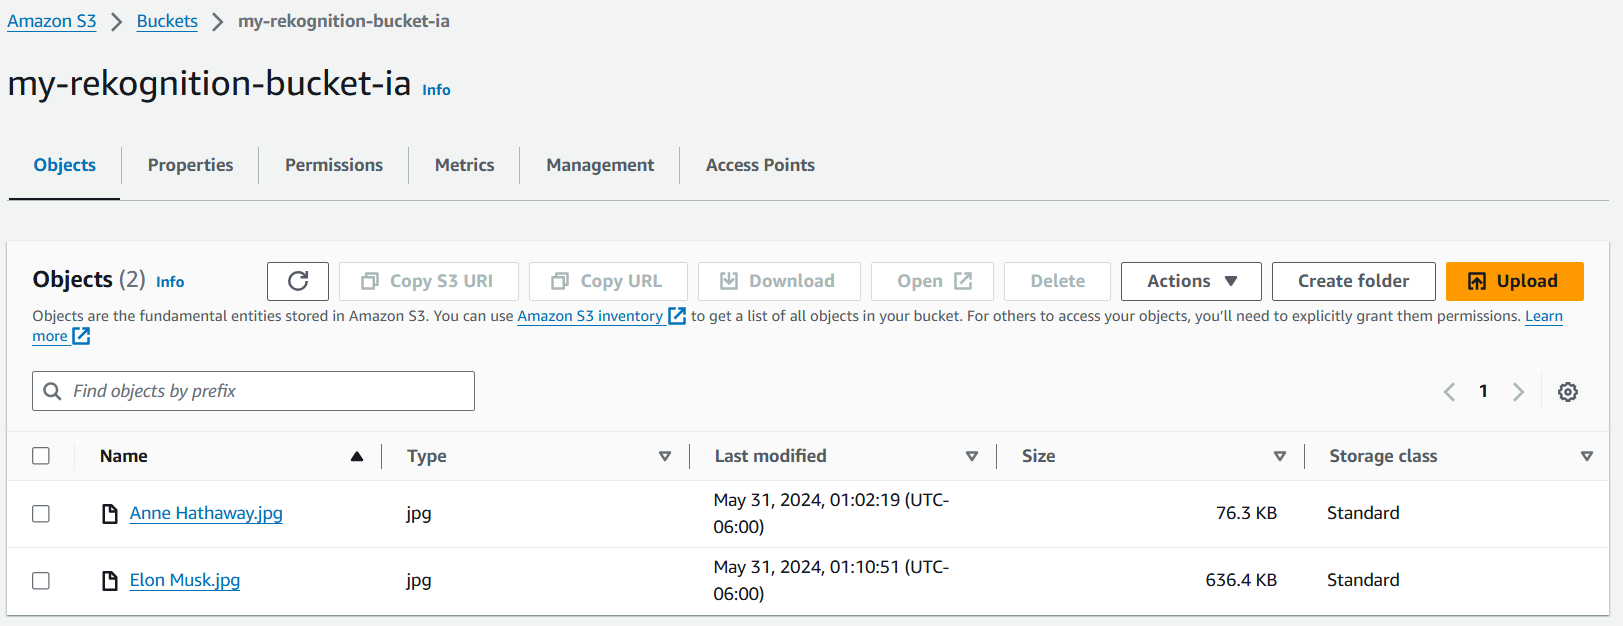 Amazon S3 > Buckets > my-rekognition-bucket-ia
my-rekognition-bucket-ia Info
Objects Properties Permissions Metrics Management Access Points
Objects (2) Info Copy S3 URI Copy URL Download Open Delete Actions Create folder Upload
Objects are the fundamental entities stored in Amazon S3. You can use Amazon S3 inventory to get a list of all objects in your bucket. For others to access your objects, you’ll need to explicitly grant them permissions. Learn
more
Find objects by prefix 1
Name Type Last modified Size Storage class
Anne Hathaway.jpg jpg May 31, 2024, 01:02:19 (UTC-
06:00) 76.3 KB Standard
Elon Musk.jpg jpg May 31, 2024, 01:10:51 (UTC-
06:00) 636.4 KB Standard